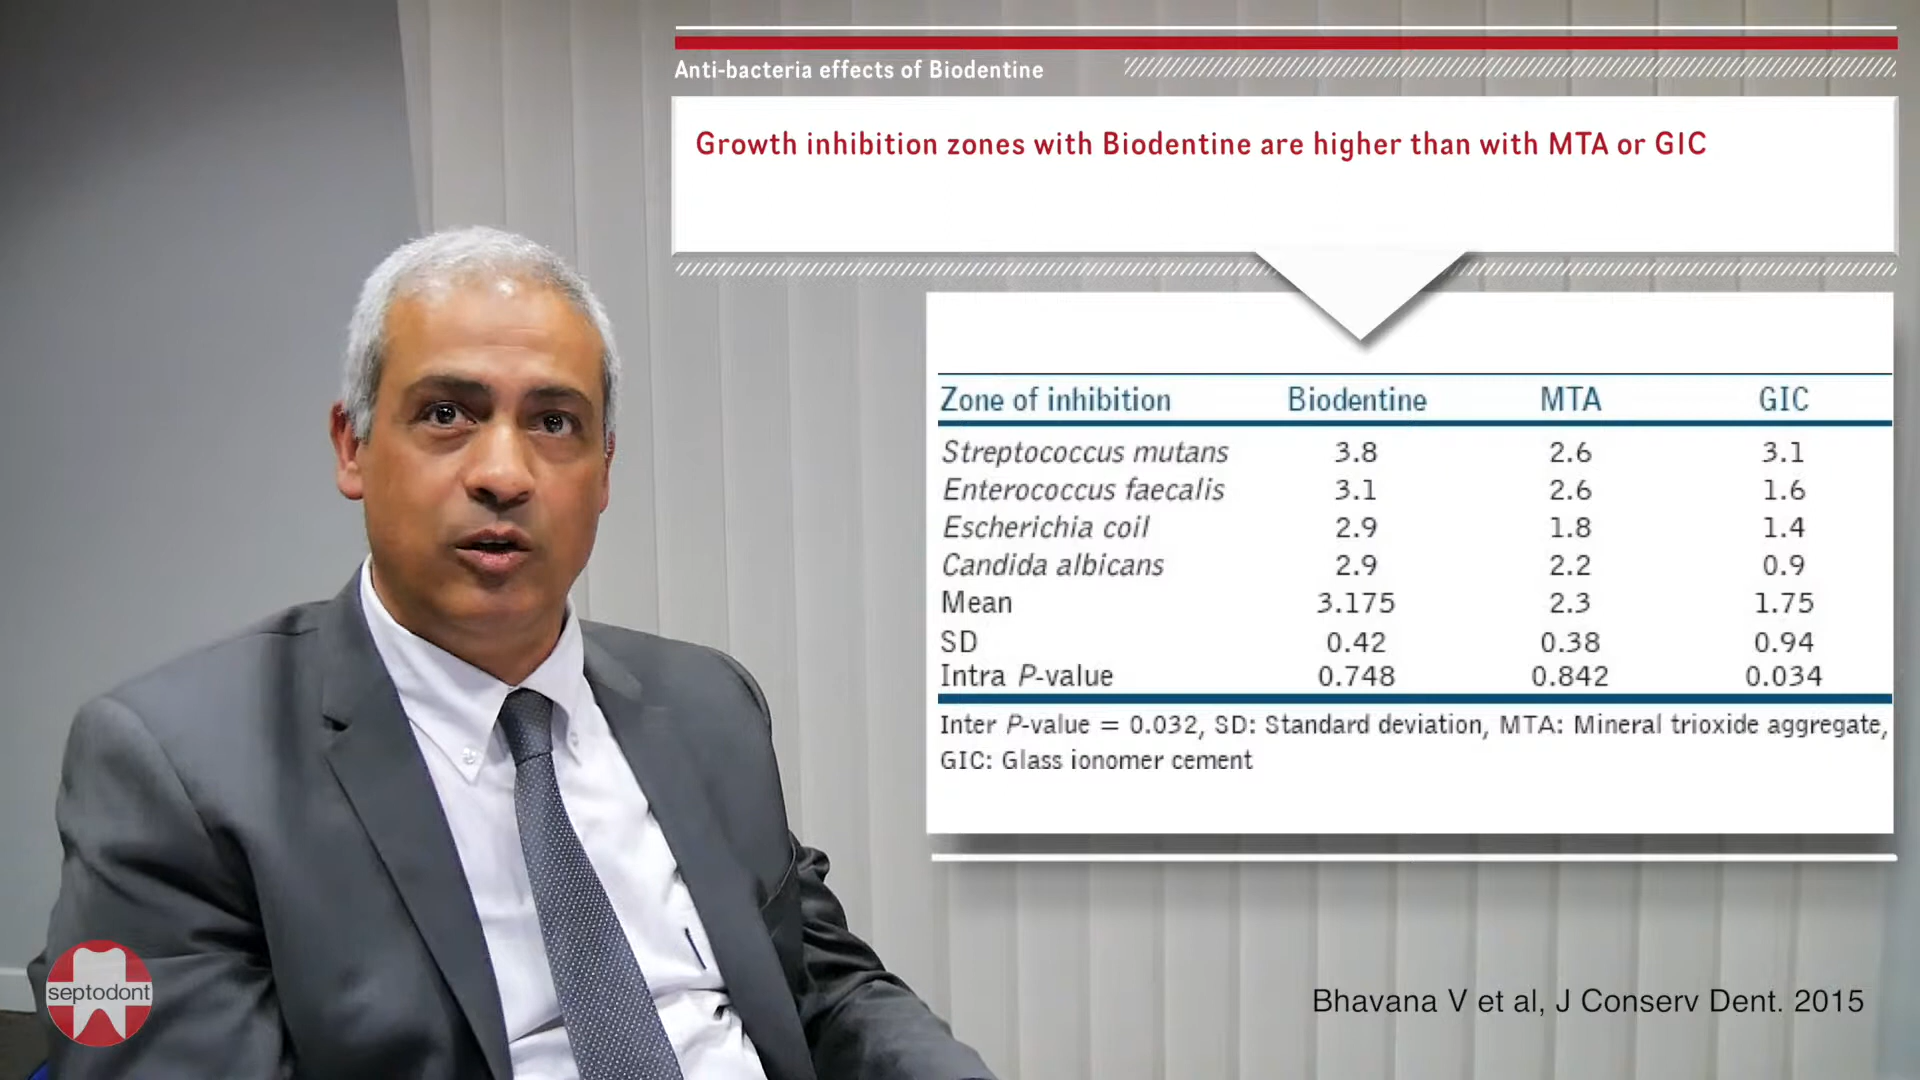 Anti-bacteria effects of Biodentine
Growth inhibition zones with Biodentine are higher than with MTA or GIC
Zone of inhibition Biodentine MTA GIC
Streptococcus mutans 3.8 2.6 3.1
Enterococcus faecalis 3.1 2.6 1.6
Escherichia coil 2.9 1.8 1.4
Candida albicans 2.9 2.2 0.9
Mean 3.175 2.3 1.75
SD 0.42 0.38 0.94
Intra P-value 0.748 0.842 0.034
Inter P-value = 0.032, SD: Standard deviation, MTA: Mineral trioxide aggregate,
GIC: Glass ionomer cement
septodont
Bhavana V et al, J Conserv Dent. 2015